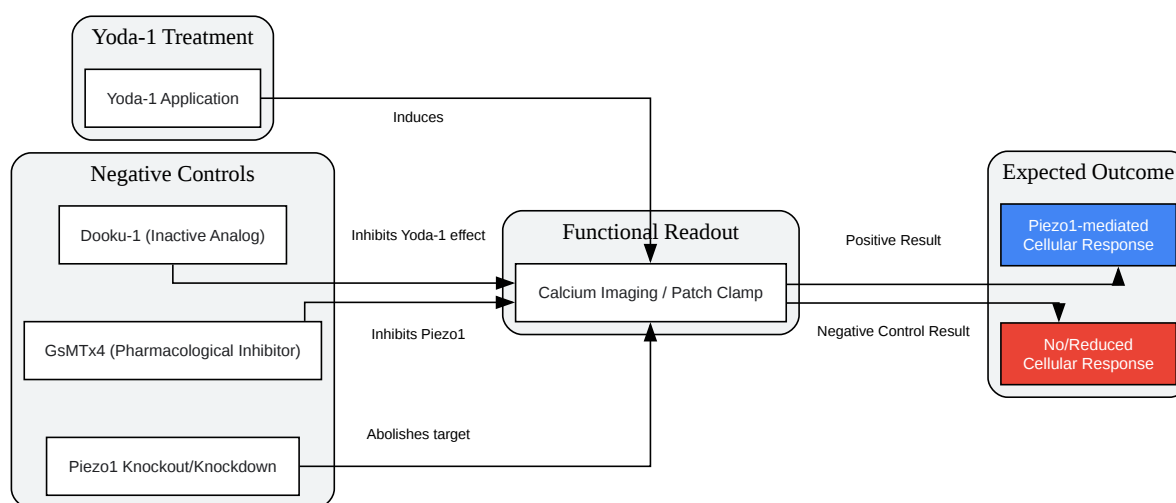 Yoda-1 Treatment
Yoda-1 Application
Induces
Negative Controls
Dooku-1 (Inactive Analog)
Inhibits Yoda-1 effect
GsMTx4 (Pharmacological Inhibitor)
Inhibits Piezo1
Piezo1 Knockout/Knockdown
Abolishes target
Functional Readout
Calcium Imaging / Patch Clamp
Positive Result
Negative Control Result
Expected Outcome
Piezo1-mediated
Cellular Response
No/Reduced
Cellular Response